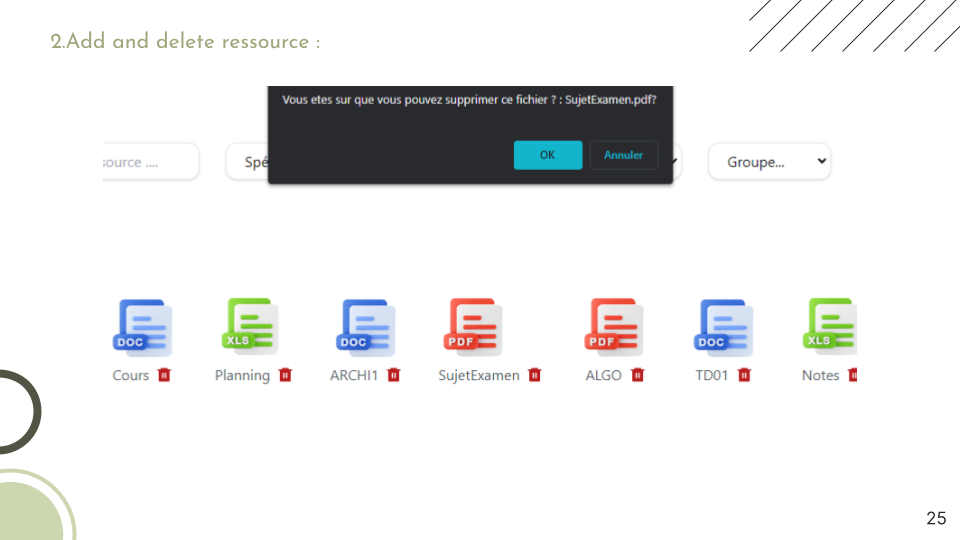 2.Add and delete ressource :
Vous etes sur que vous pouvez supprimer ce fichier ? : SujetExamen.pdf?
OK Annuler
source .... Spé Groupe...
DOC XLS DOC PDF PDF DOC XLS
Cours Planning ARCHI1 SujetExamen ALGO TD01 Notes
25